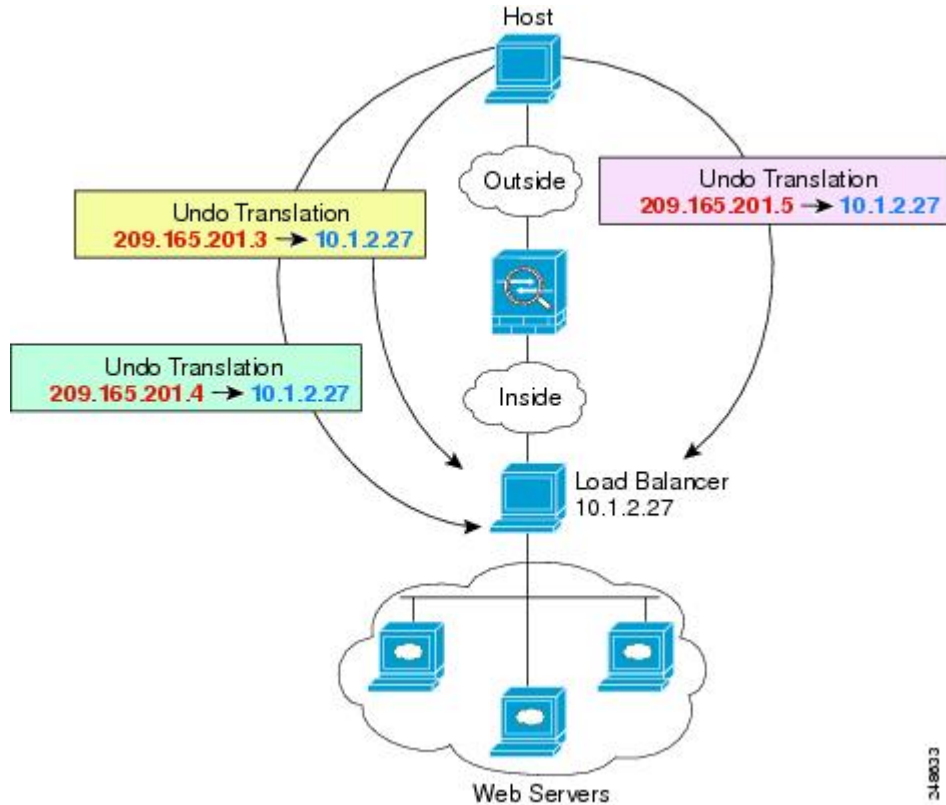 Host
Outside
Undo Translation
209.165.201.3 → 10.1.2.27
Undo Translation
209.165.201.5 → 10.1.2.27
Undo Translation
209.165.201.4 → 10.1.2.27
Inside
Load Balancer
10.1.2.27
Web Servers
248633